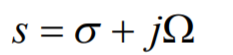 s = σ + jΩ